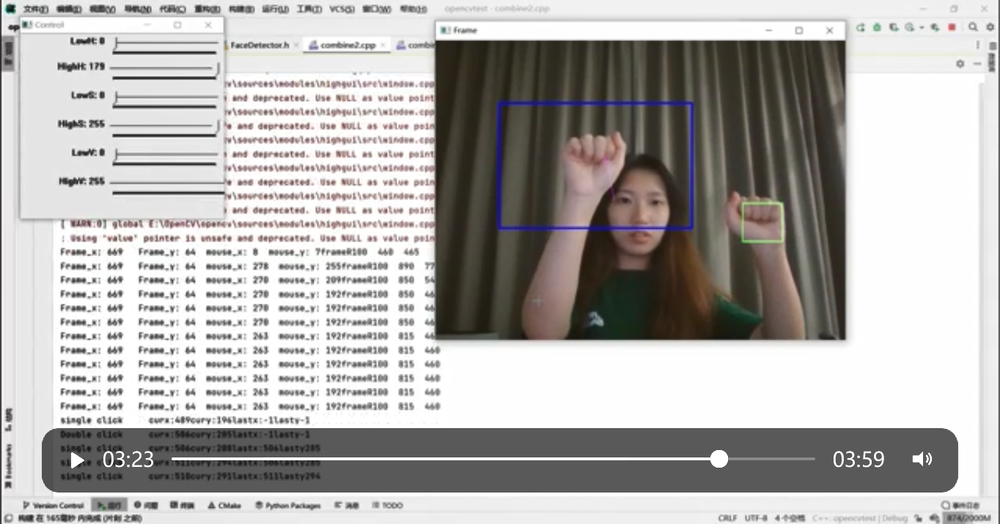 文件(F) 编辑(E) 视图(V) 导航(N) 代码(C) 重构(R) 构建(B) 运行(U) 工具(T) VCS(S) 窗口(W) 帮助(H) opencvtest - combine2.cpp
Control
Frame
LowH: 0
HighH: 179
LowS: 0
HighS: 255
LowV: 0
HighV: 255
FaceDetector.h combine2.cpp combin
v\sources\modules\highgui\src\window.cpp
and deprecated. Use NULL as value point
v\sources\modules\highgui\src\window.cpp
e and deprecated. Use NULL as value point
v\sources\modules\highgui\src\window.cpp
and deprecated. Use NULL as value point
v\sources\modules\highgui\src\window.cpp
e and deprecated. Use NULL as value point
v\sources\modules\highgui\src\window.cpp
e and deprecated. Use NULL as value point
[ WARN:0] global E:\OpenCV\opencv\sources\modules\highgui\src\window.cpp
: Using 'value' pointer is unsafe and deprecated. Use NULL as value poin
Frame_x: 669 Frame_y: 64 mouse_x: 8 mouse_y: 7frameR100 460 465
Frame_x: 669 Frame_y: 64 mouse_x: 278 mouse_y: 255frameR100 890 77
Frame_x: 669 Frame_y: 64 mouse_x: 270 mouse_y: 209frameR100 850 54
Frame_x: 669 Frame_y: 64 mouse_x: 270 mouse_y: 192frameR100 850 46
Frame_x: 669 Frame_y: 64 mouse_x: 270 mouse_y: 192frameR100 850 46
Frame_x: 669 Frame_y: 64 mouse_x: 270 mouse_y: 192frameR100 850 46
Frame_x: 669 Frame_y: 64 mouse_x: 263 mouse_y: 192frameR100 815 460
Frame_x: 669 Frame_y: 64 mouse_x: 263 mouse_y: 192frameR100 815 460
Frame_x: 669 Frame_y: 64 mouse_x: 263 mouse_y: 192frameR100 815 460
Frame_x: 669 Frame_y: 64 mouse_x: 263 mouse_y: 192frameR100 815 460
Frame_x: 669 Frame_y: 64 mouse_x: 263 mouse_y: 192frameR100 815 460
Frame_x: 669 Frame_y: 64 mouse_x: 263 mouse_y: 192frameR100 815 460
single click curx:489cury:196lastx:-1lasty-1
Double click curx:506cury:285lastx:-1lasty-1
single click curx:506cury:288lastx:506lasty285
single click curx:511cury:294lastx:506lasty285
single click curx:510cury:291lastx:511lasty294
03:23
03:59
Bookmarks
Version Control 运行 问题 终端 CMake Python Packages 消息 TODO 事件日志
构建 在 165毫秒 内完成 (片刻 之前) CRLF UTF-8 4 个空格 C++: opencvtest | Debug 874/2000M